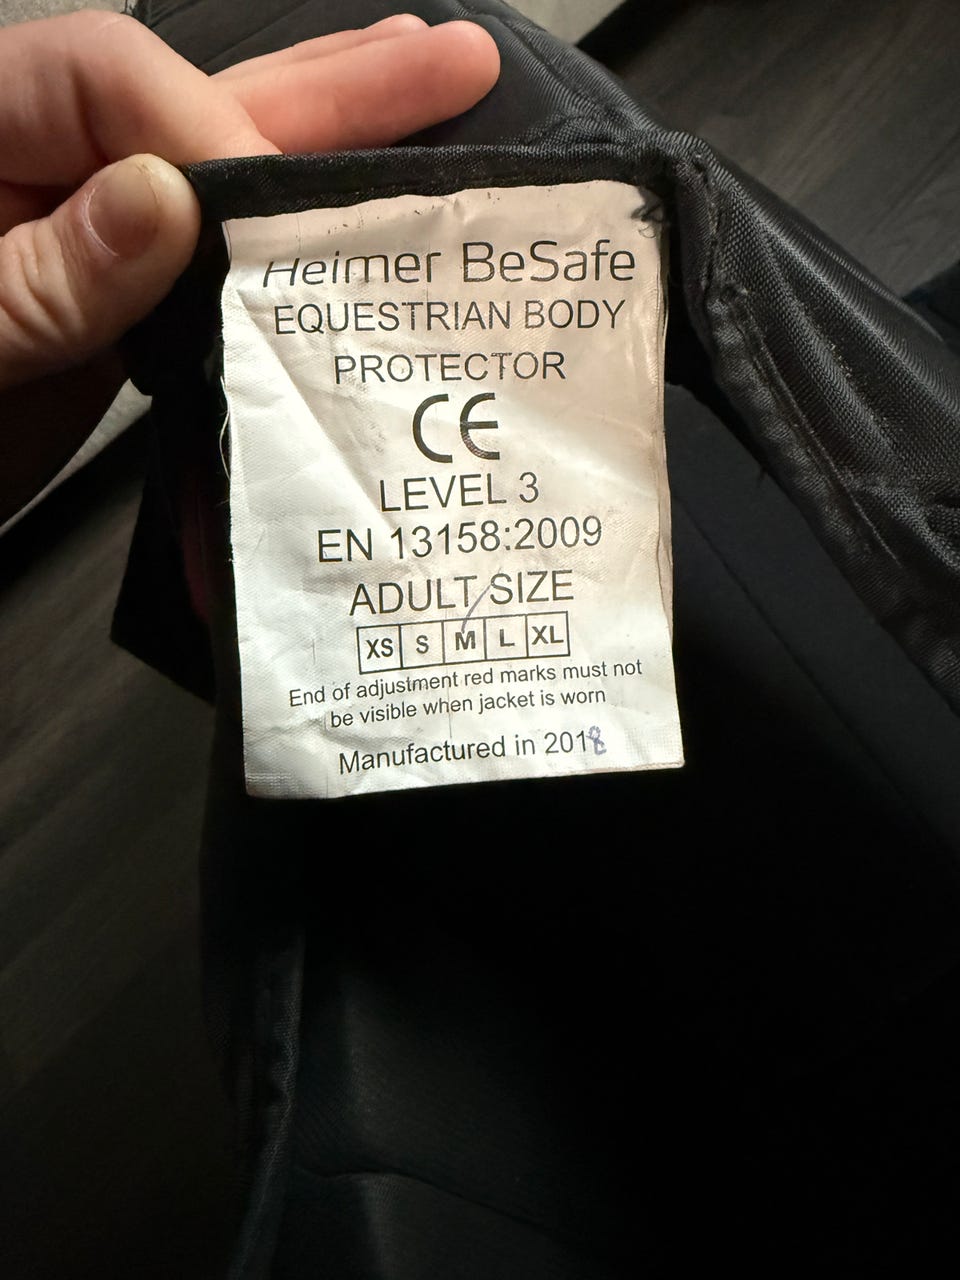 Heimer BeSafe
EQUESTRIAN BODY
PROTECTOR
CE
LEVEL 3
EN 13158:2009
ADULT SIZE
XS S M L XL
End of adjustment red marks must not
be visible when jacket is worn
Manufactured in 2018